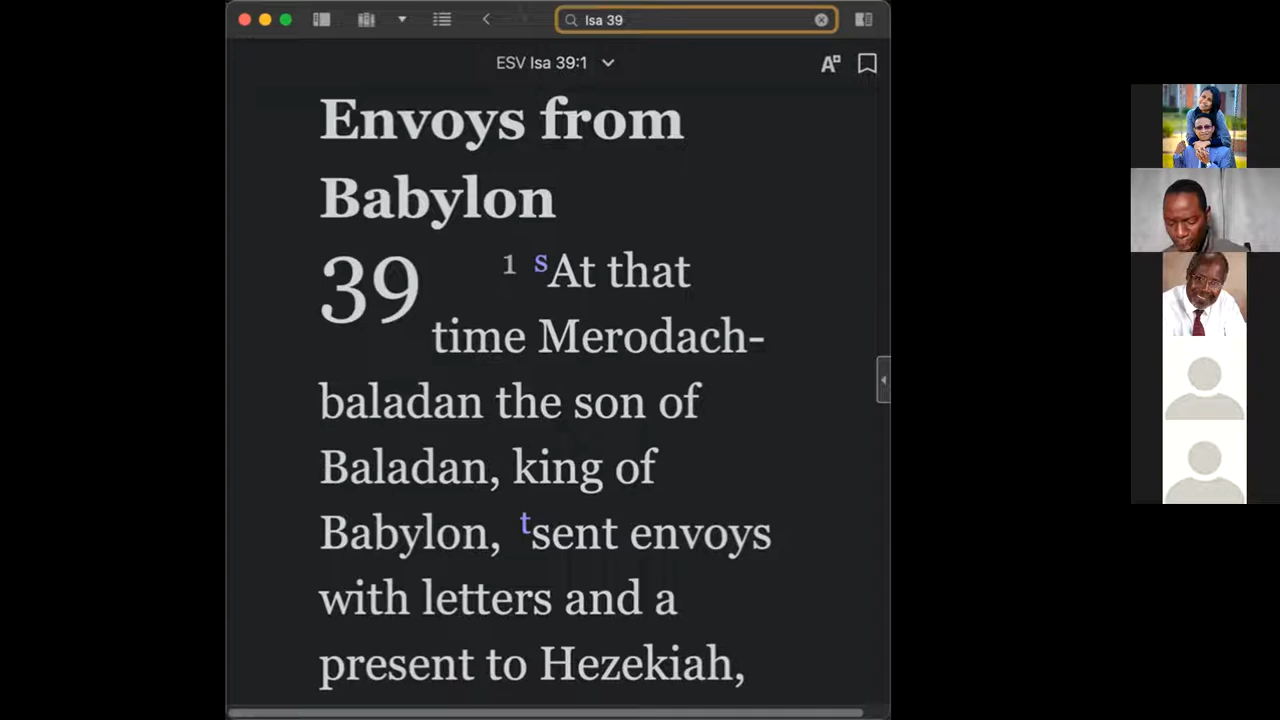 Isa 39
ESV Isa 39:1
A
Envoys from
Babylon
39 1 sAt that
time Merodach-
baladan the son of
Baladan, king of
Babylon, tsent envoys
with letters and a
present to Hezekiah,